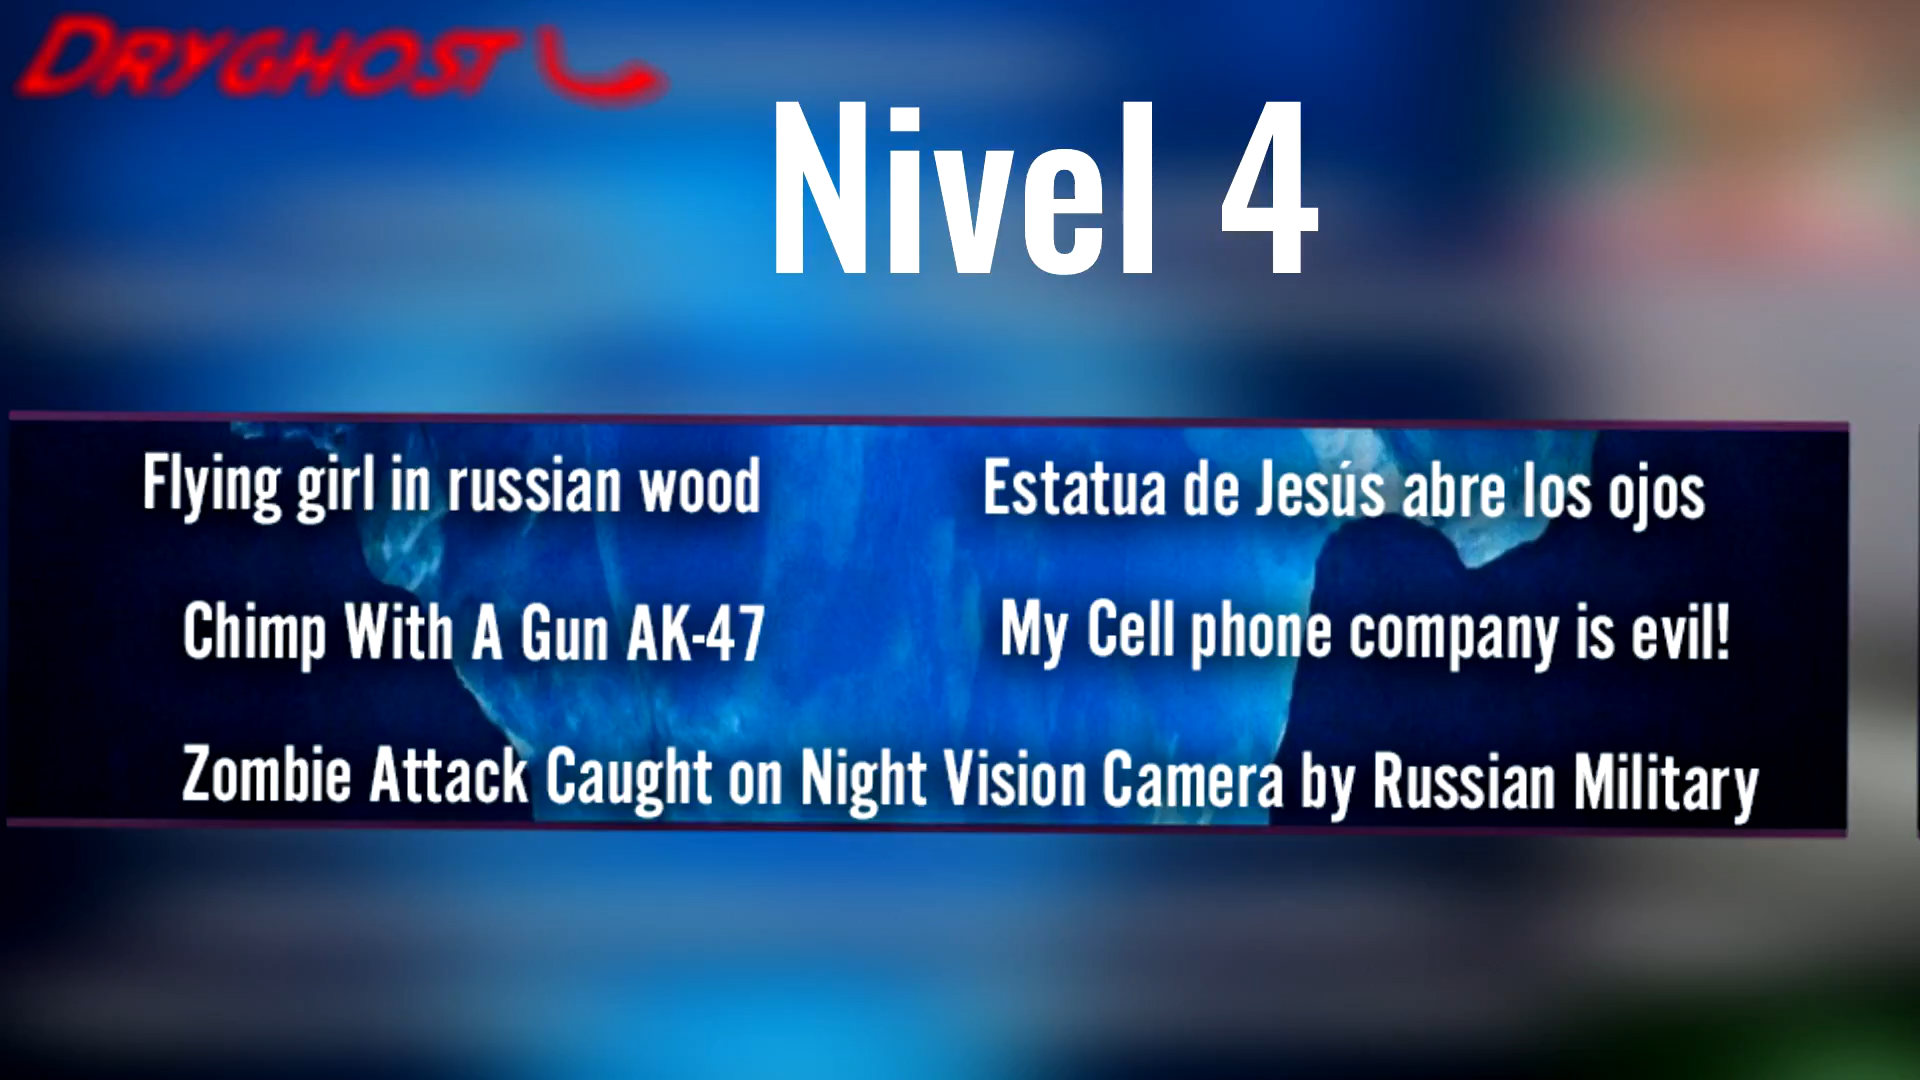 DRYGHOST
Nivel 4
Flying girl in russian wood
Estatua de Jesús abre los ojos
Chimp With A Gun AK-47
My Cell phone company is evil!
Zombie Attack Caught on Night Vision Camera by Russian Military